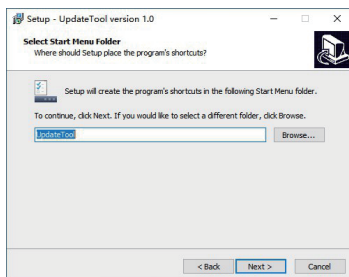 Setup - UpdateTool version 1.0
Select Start Menu Folder
Where should Setup place the program's shortcuts?
Setup will create the program's shortcuts in the following Start Menu folder.
To continue, click Next. If you would like to select a different folder, click Browse.
UpdateTool
Browse...
< Back
Next >
Cancel